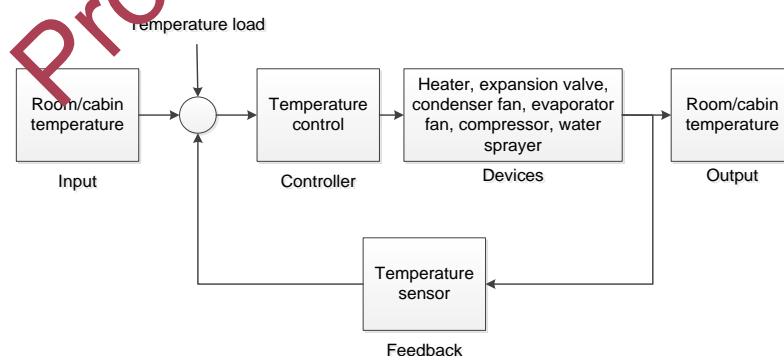 Pro
Temperature load
Room/cabin
temperature
Temperature
control
Heater, expansion valve,
condenser fan, evaporator
fan, compressor, water
sprayer
Room/cabin
temperature
Input
Controller
Devices
Output
Temperature
sensor
Feedback